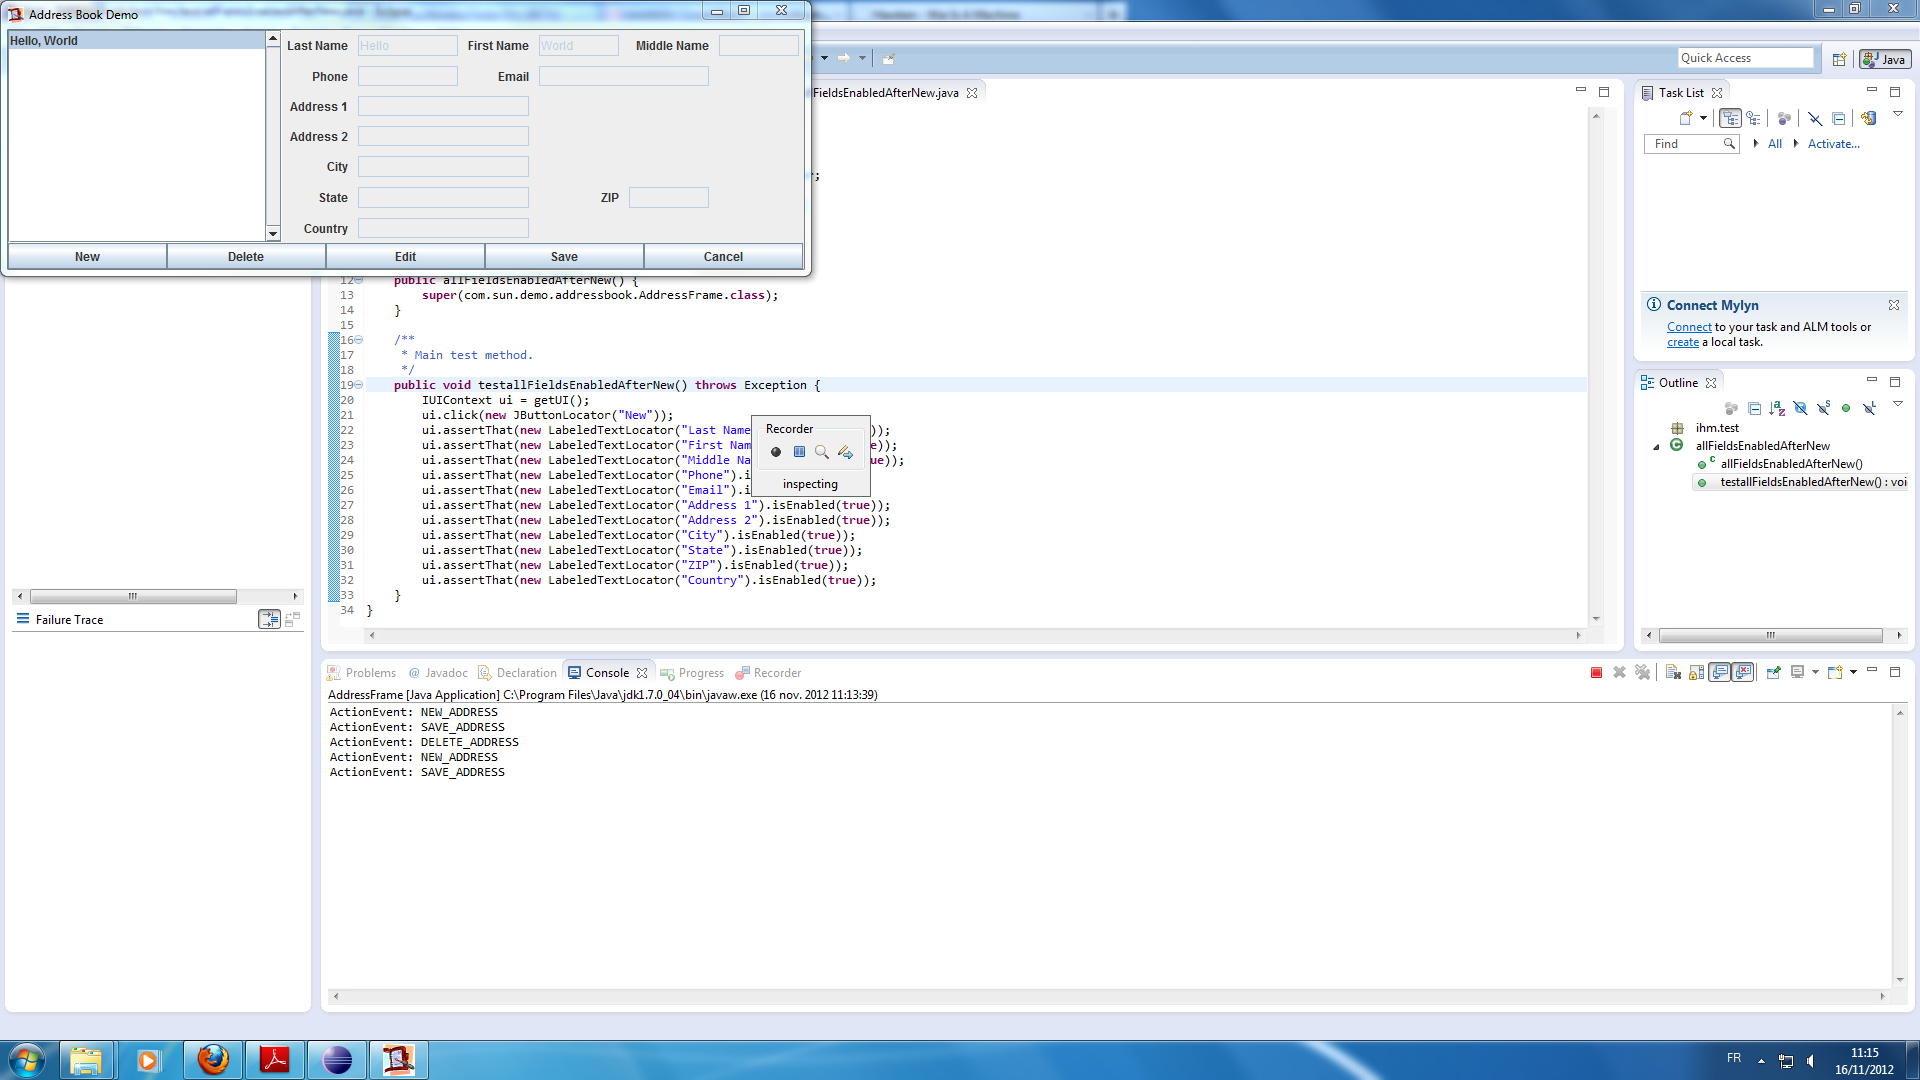 Address Book Demo
Hello, World
Last Name Hello First Name World Middle Name
Phone Email
Address 1
Address 2
City
State ZIP
Country
New Delete Edit Save Cancel
Quick Access
Java
FieldsEnabledAfterNew.java
;
12 public allFieldsEnabledAfterNew() {
13 super(com.sun.demo.addressbook.AddressFrame.class);
14 }
15
16 /**
17 * Main test method.
18 */
19 public void testallFieldsEnabledAfterNew() throws Exception {
20 IUIContext ui = getUI();
21 ui.click(new JButtonLocator("New"));
22 ui.assertThat(new LabeledTextLocator("Last Name ));
23 ui.assertThat(new LabeledTextLocator("First Nam e));
24 ui.assertThat(new LabeledTextLocator("Middle Na ue));
25 ui.assertThat(new LabeledTextLocator("Phone").i
26 ui.assertThat(new LabeledTextLocator("Email").i
27 ui.assertThat(new LabeledTextLocator("Address 1").isEnabled(true));
28 ui.assertThat(new LabeledTextLocator("Address 2").isEnabled(true));
29 ui.assertThat(new LabeledTextLocator("City").isEnabled(true));
30 ui.assertThat(new LabeledTextLocator("State").isEnabled(true));
31 ui.assertThat(new LabeledTextLocator("ZIP").isEnabled(true));
32 ui.assertThat(new LabeledTextLocator("Country").isEnabled(true));
33 }
34 }
Recorder
inspecting
Task List
Find All Activate...
Connect Mylyn
Connect to your task and ALM tools or
create a local task.
Outline
ihm.test
allFieldsEnabledAfterNew
allFieldsEnabledAfterNew()
testallFieldsEnabledAfterNew() : voi
Failure Trace
Problems @ Javadoc Declaration Console Progress Recorder
AddressFrame [Java Application] C:\Program Files\Java\jdk1.7.0_04\bin\javaw.exe (16 nov. 2012 11:13:39)
ActionEvent: NEW_ADDRESS
ActionEvent: SAVE_ADDRESS
ActionEvent: DELETE_ADDRESS
ActionEvent: NEW_ADDRESS
ActionEvent: SAVE_ADDRESS
FR
11:15
16/11/2012